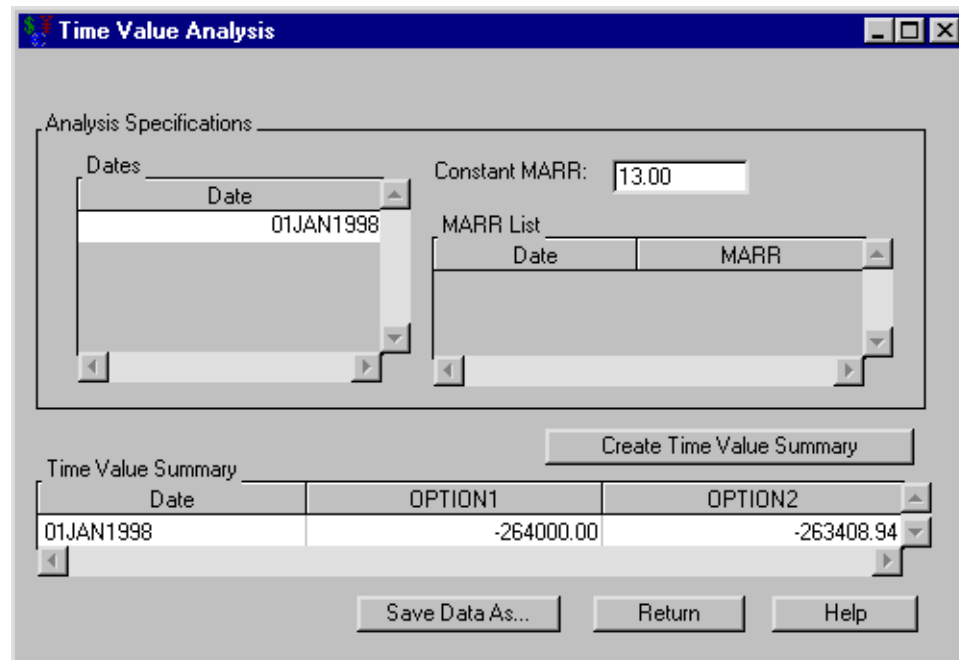 Time Value Analysis
Analysis Specifications
Dates
Date
01JAN1998
Constant MARR: 13.00
MARR List
Date MARR
Create Time Value Summary
Time Value Summary
Date OPTION1 OPTION2
01JAN1998 -264000.00 -263408.94
Save Data As... Return Help